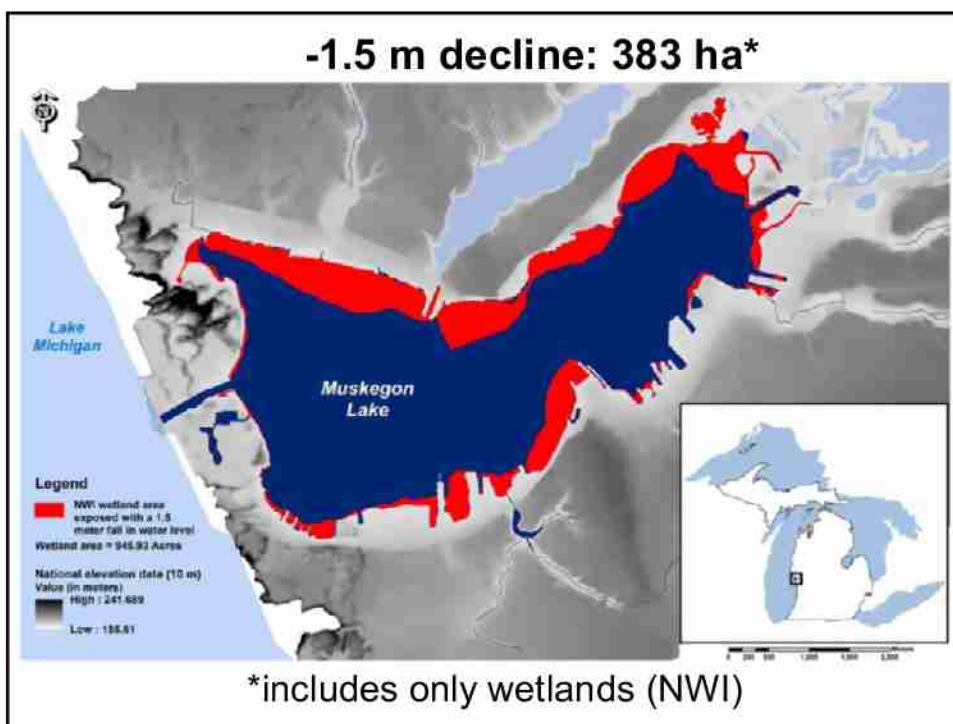 -1.5 m decline: 383 ha*
N
Lake
Michigan
Muskegon
Lake
Legend
NWI wetland area
exposed with a 1.5
meter fall in water level
Wetland area = 945.93 Acres
National elevation data (10 m)
Value (in meters)
High : 241.689
Low :
*includes only wetlands (NWI)